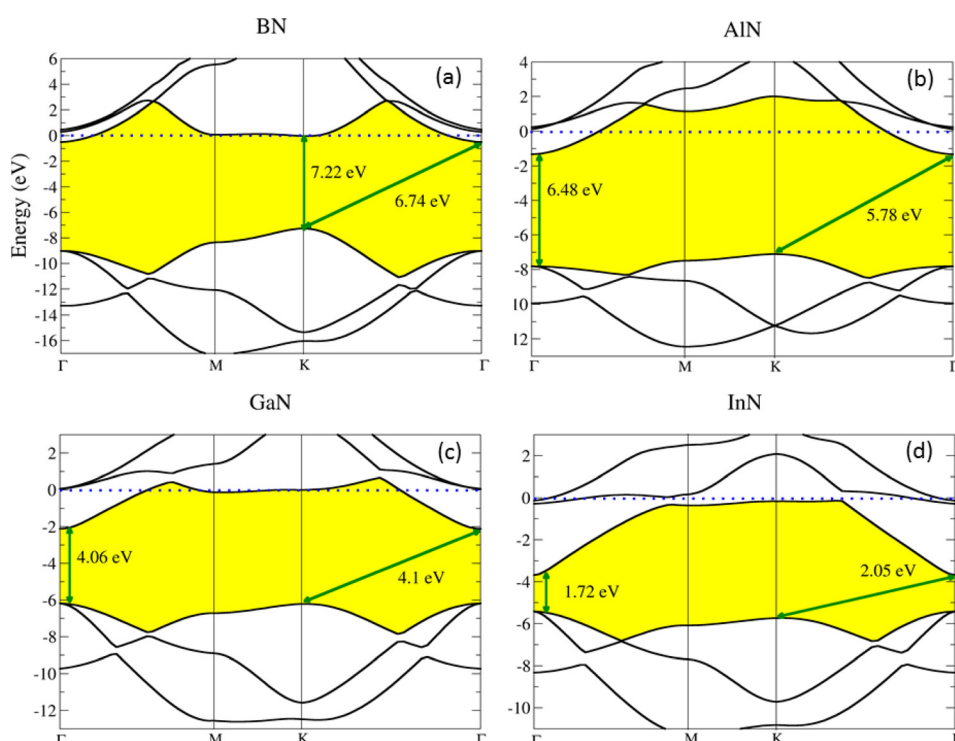 BN
AlN
6
4
2
0
-2
-4
-6
-8
-10
-12
-14
-16
Energy (eV)
(a)
7.22 eV
6.74 eV
Γ
M
K
Γ
4
2
0
-2
-4
-6
-8
10
12
(b)
6.48 eV
5.78 eV
Γ
M
K
GaN
InN
2
0
-2
-4
-6
-8
-10
-12
(c)
4.06 eV
4.1 eV
Γ
M
K
Γ
2
0
-2
-4
-6
-8
-10
(d)
1.72 eV
2.05 eV
Γ
M
K